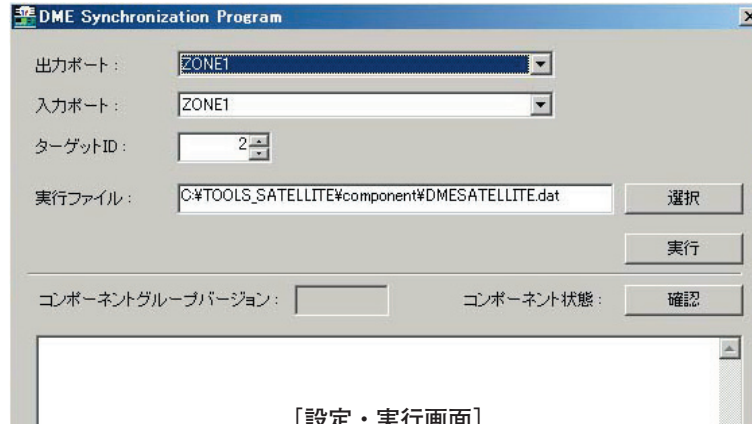 DME Synchronization Program
出力ポート： ZONE1
入力ポート： ZONE1
ターゲットID： 2
実行ファイル： C:¥TOOLS_SATELLITE¥component¥DMESATELLITE.dat 選択
実行
コンポーネントグループバージョン： コンポーネント状態： 確認
［設定・実行画面］